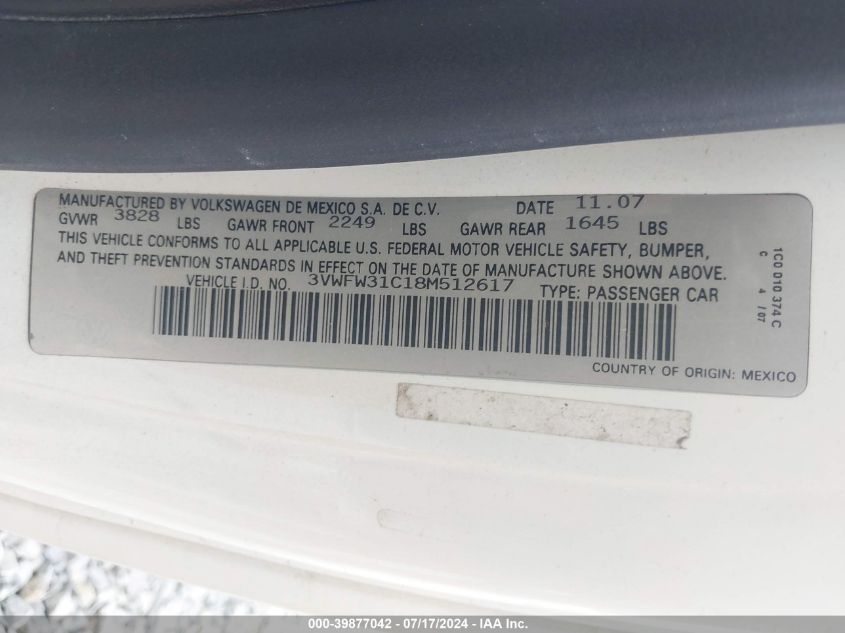 MANUFACTURED BY VOLKSWAGEN DE MEXICO S.A. DE C.V. DATE 11.07
GVWR 3828 LBS GAWR FRONT 2249 LBS GAWR REAR 1645 LBS
THIS VEHICLE CONFORMS TO ALL APPLICABLE U.S. FEDERAL MOTOR VEHICLE SAFETY, BUMPER,
AND THEFT PREVENTION STANDARDS IN EFFECT ON THE DATE OF MANUFACTURE SHOWN ABOVE.
VEHICLE I.D. NO. 3VWFW31C18M512617 TYPE: PASSENGER CAR
COUNTRY OF ORIGIN: MEXICO
1C0 010 374 C
C 4 / 07
000-39877042 / 07/17/2024 - IAA Inc.